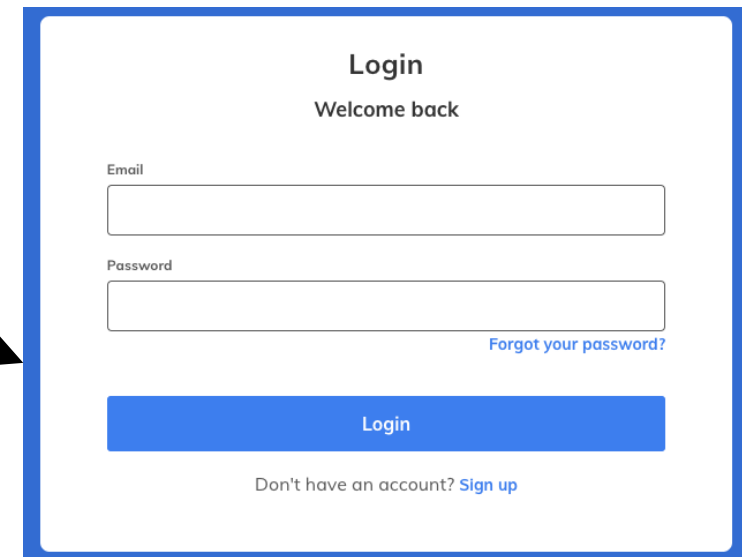 Login
Welcome back
Email
Password
Forgot your password?
Login
Don't have an account? Sign up